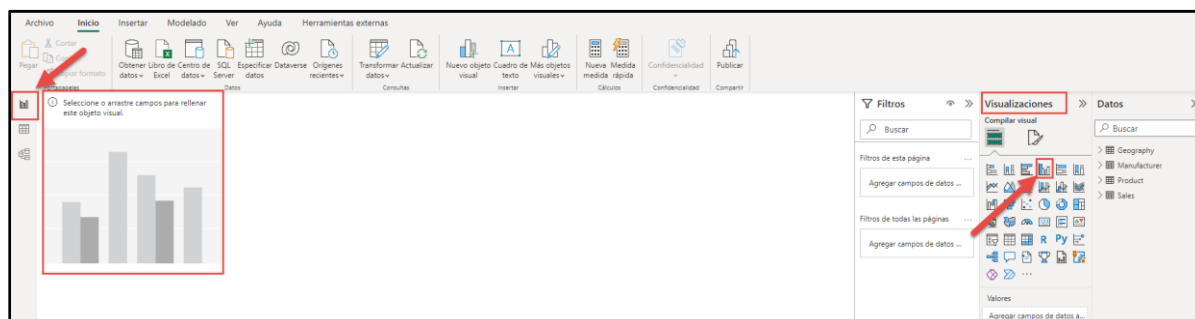 Archivo Inicio Insertar Modelado Ver Ayuda Herramientas externas
Pegar
Cortar
Copiar formato
Portapapeles
Obtener datos
Libro de Excel
Centro de datos
SQL Server
Especificar datos
Dataverse
Orígenes recientes
Datos
Transformar datos
Actualizar
Consultas
Nuevo objeto visual
Cuadro de texto
Más objetos visuales
Insertar
Nueva medida
Medida rápida
Cálculos
Confidencialidad
Confidencialidad
Publicar
Compartir
Seleccione o arrastre campos para rellenar
este objeto visual.
Filtros
Buscar
Filtros de esta página ...
Agregar campos de datos ...
Filtros de todas las páginas ...
Agregar campos de datos ...
Visualizaciones
Compilar visual
R Py
Valores
Agregar campos de datos a...
Datos
Buscar
Geography
Manufacturer
Product
Sales